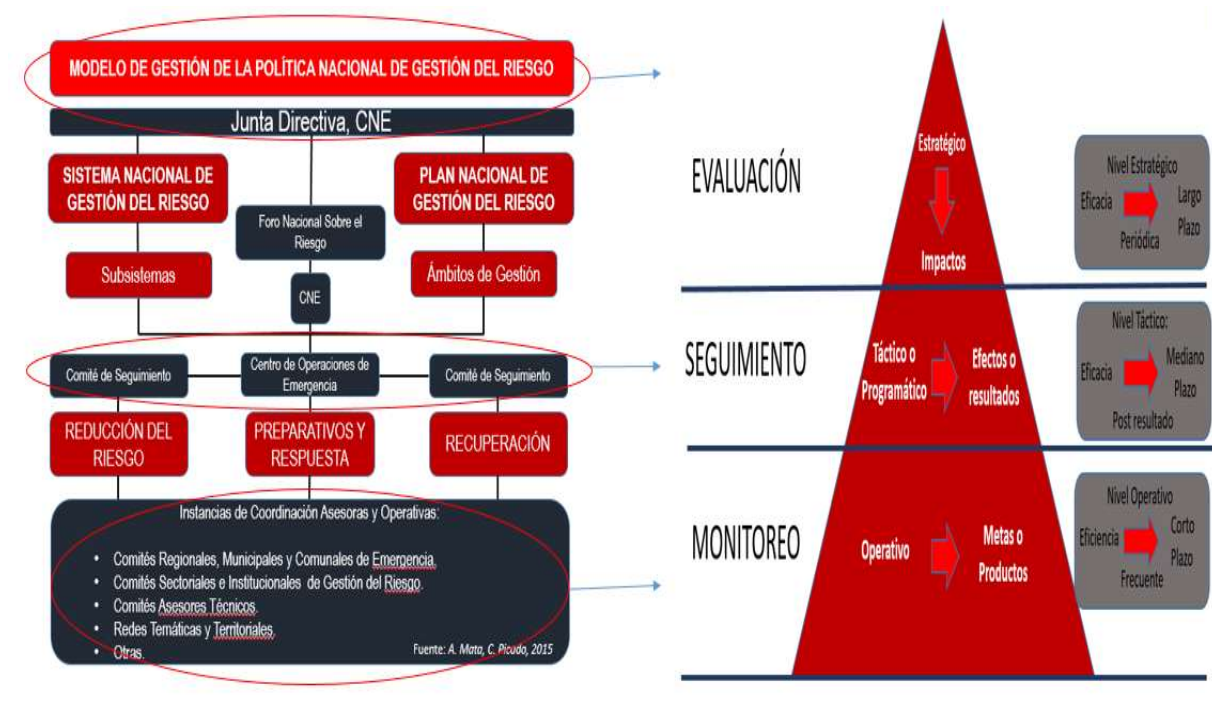 MODELO DE GESTIÓN DE LA POLÍTICA NACIONAL DE GESTIÓN DEL RIESGO
Junta Directiva, CNE
SISTEMA NACIONAL DE
GESTIÓN DEL RIESGO
Foro Nacional Sobre el
Riesgo
PLAN NACIONAL DE
GESTIÓN DEL RIESGO
Subsistemas
CNE
Ámbitos de Gestión
Comité de Seguimiento
Centro de Operaciones de
Emergencia
Comité de Seguimiento
REDUCCIÓN DEL
RIESGO
PREPARATIVOS Y
RESPUESTA
RECUPERACIÓN
Instancias de Coordinación Asesoras y Operativas:
• Comités Regionales, Municipales y Comunales de Emergencia.
• Comités Sectoriales e Institucionales de Gestión del Riesgo.
• Comités Asesores Técnicos.
• Redes Temáticas y Territoriales.
• Otras.
Fuente: A. Mata, C. Picado, 2015
EVALUACIÓN
Estratégico
Impactos
Nivel Estratégico
Eficacia
Largo
Plazo
Periódica
SEGUIMIENTO
Táctico o
Programático
Efectos o
resultados
Nivel Táctico:
Eficacia
Mediano
Plazo
Post resultado
MONITOREO
Operativo
Metas o
Productos
Nivel Operativo
Eficiencia
Corto
Plazo
Frecuente